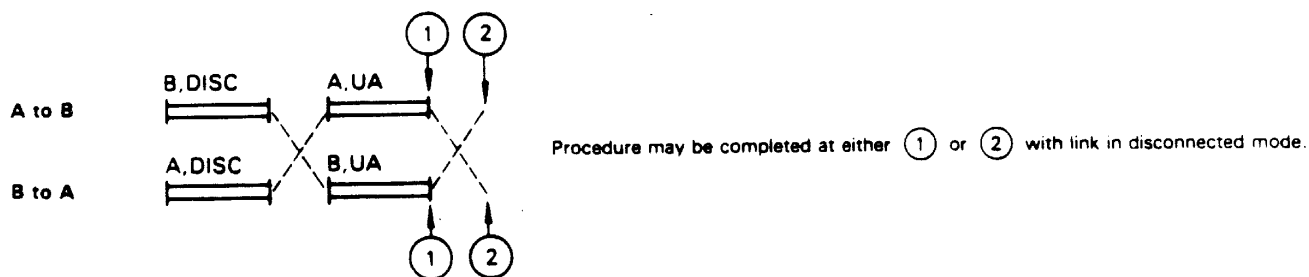 1 2
B,DISC A,UA
A to B
Procedure may be completed at either 1 or 2 with link in disconnected mode.
A,DISC B,UA
B to A
1 2